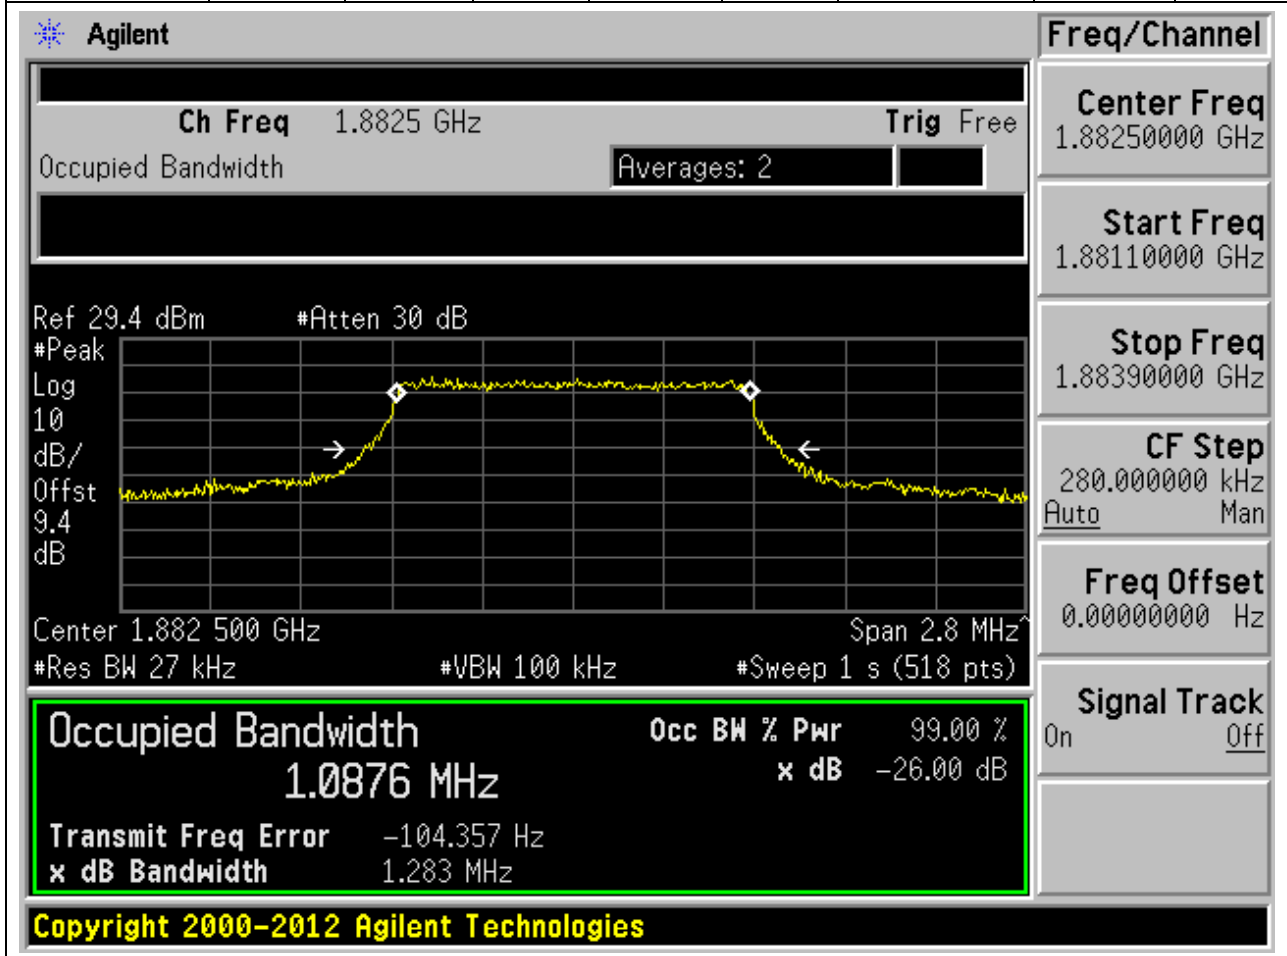 Agilent
Freq/Channel
Ch Freq 1.8825 GHz Trig Free
Occupied Bandwidth Averages: 2
Center Freq
1.88250000 GHz
Start Freq
1.88110000 GHz
Stop Freq
1.88390000 GHz
CF Step
280.000000 kHz
Auto Man
Freq Offset
0.00000000 Hz
Signal Track
On Off
Ref 29.4 dBm #Atten 30 dB
#Peak
Log
10
dB/
Offst
9.4
dB
Center 1.882 500 GHz Span 2.8 MHz^
#Res BW 27 kHz #VBW 100 kHz #Sweep 1 s (518 pts)
Occupied Bandwidth Occ BW % Pwr 99.00 %
1.0876 MHz x dB -26.00 dB
Transmit Freq Error -104.357 Hz
x dB Bandwidth 1.283 MHz
Copyright 2000-2012 Agilent Technologies